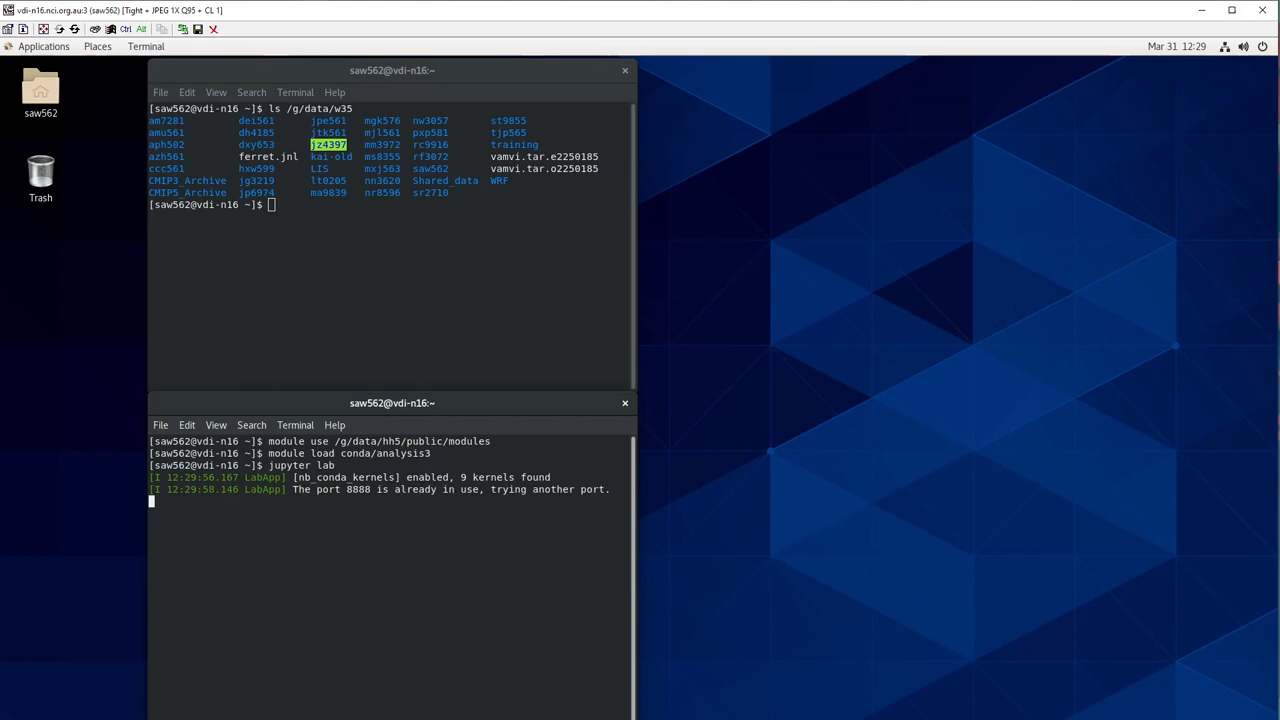 vdi-n16.nci.org.au:3 (saw562) [Tight + JPEG 1X Q95 + CL 1]
Ctrl Alt
Applications Places Terminal Mar 31 12:29
saw562
Trash
saw562@vdi-n16:~
File Edit View Search Terminal Help
[saw562@vdi-n16 ~]$ ls /g/data/w35
am7281 dei561 jpe561 mgk576 nw3057 st9855
amu561 dh4185 jtk561 mjl561 pxp581 tjp565
aph502 dxy653 jz4397 mm3972 rc9916 training
azh561 ferret.jnl kai-old ms8355 rf3072 vamvi.tar.e2250185
ccc561 hxw599 LIS mxj563 saw562 vamvi.tar.o2250185
CMIP3_Archive jg3219 lt0205 nn3620 Shared_data WRF
CMIP5_Archive jp6974 ma9839 nr8596 sr2710
[saw562@vdi-n16 ~]$
saw562@vdi-n16:~
File Edit View Search Terminal Help
[saw562@vdi-n16 ~]$ module use /g/data/hh5/public/modules
[saw562@vdi-n16 ~]$ module load conda/analysis3
[saw562@vdi-n16 ~]$ jupyter lab
[I 12:29:56.167 LabApp] [nb_conda_kernels] enabled, 9 kernels found
[I 12:29:58.146 LabApp] The port 8888 is already in use, trying another port.